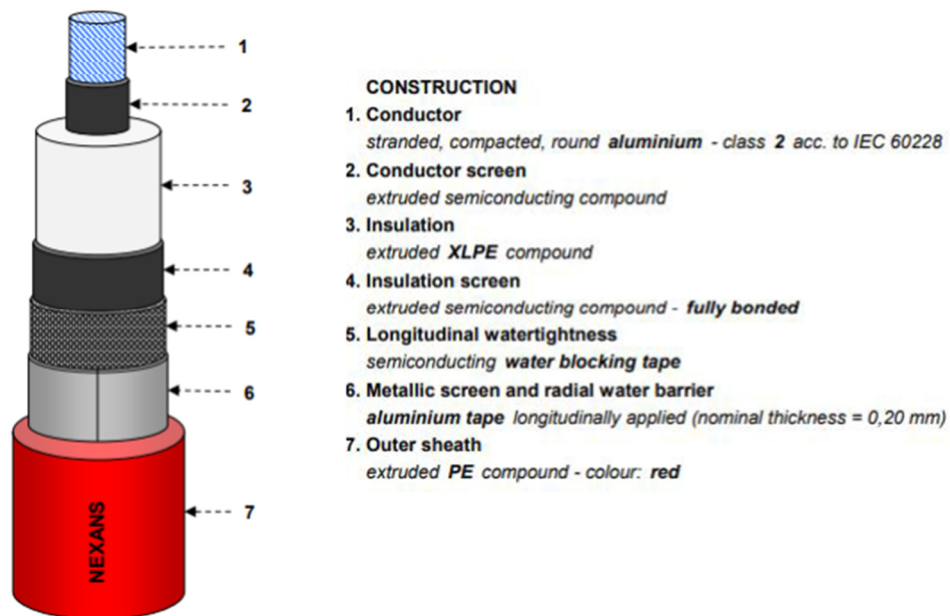 1
2
3
4
5
6
7
NEXANS
CONSTRUCTION
1. Conductor
stranded, compacted, round aluminium - class 2 acc. to IEC 60228
2. Conductor screen
extruded semiconducting compound
3. Insulation
extruded XLPE compound
4. Insulation screen
extruded semiconducting compound - fully bonded
5. Longitudinal watertightness
semiconducting water blocking tape
6. Metallic screen and radial water barrier
aluminium tape longitudinally applied (nominal thickness = 0,20 mm)
7. Outer sheath
extruded PE compound - colour: red